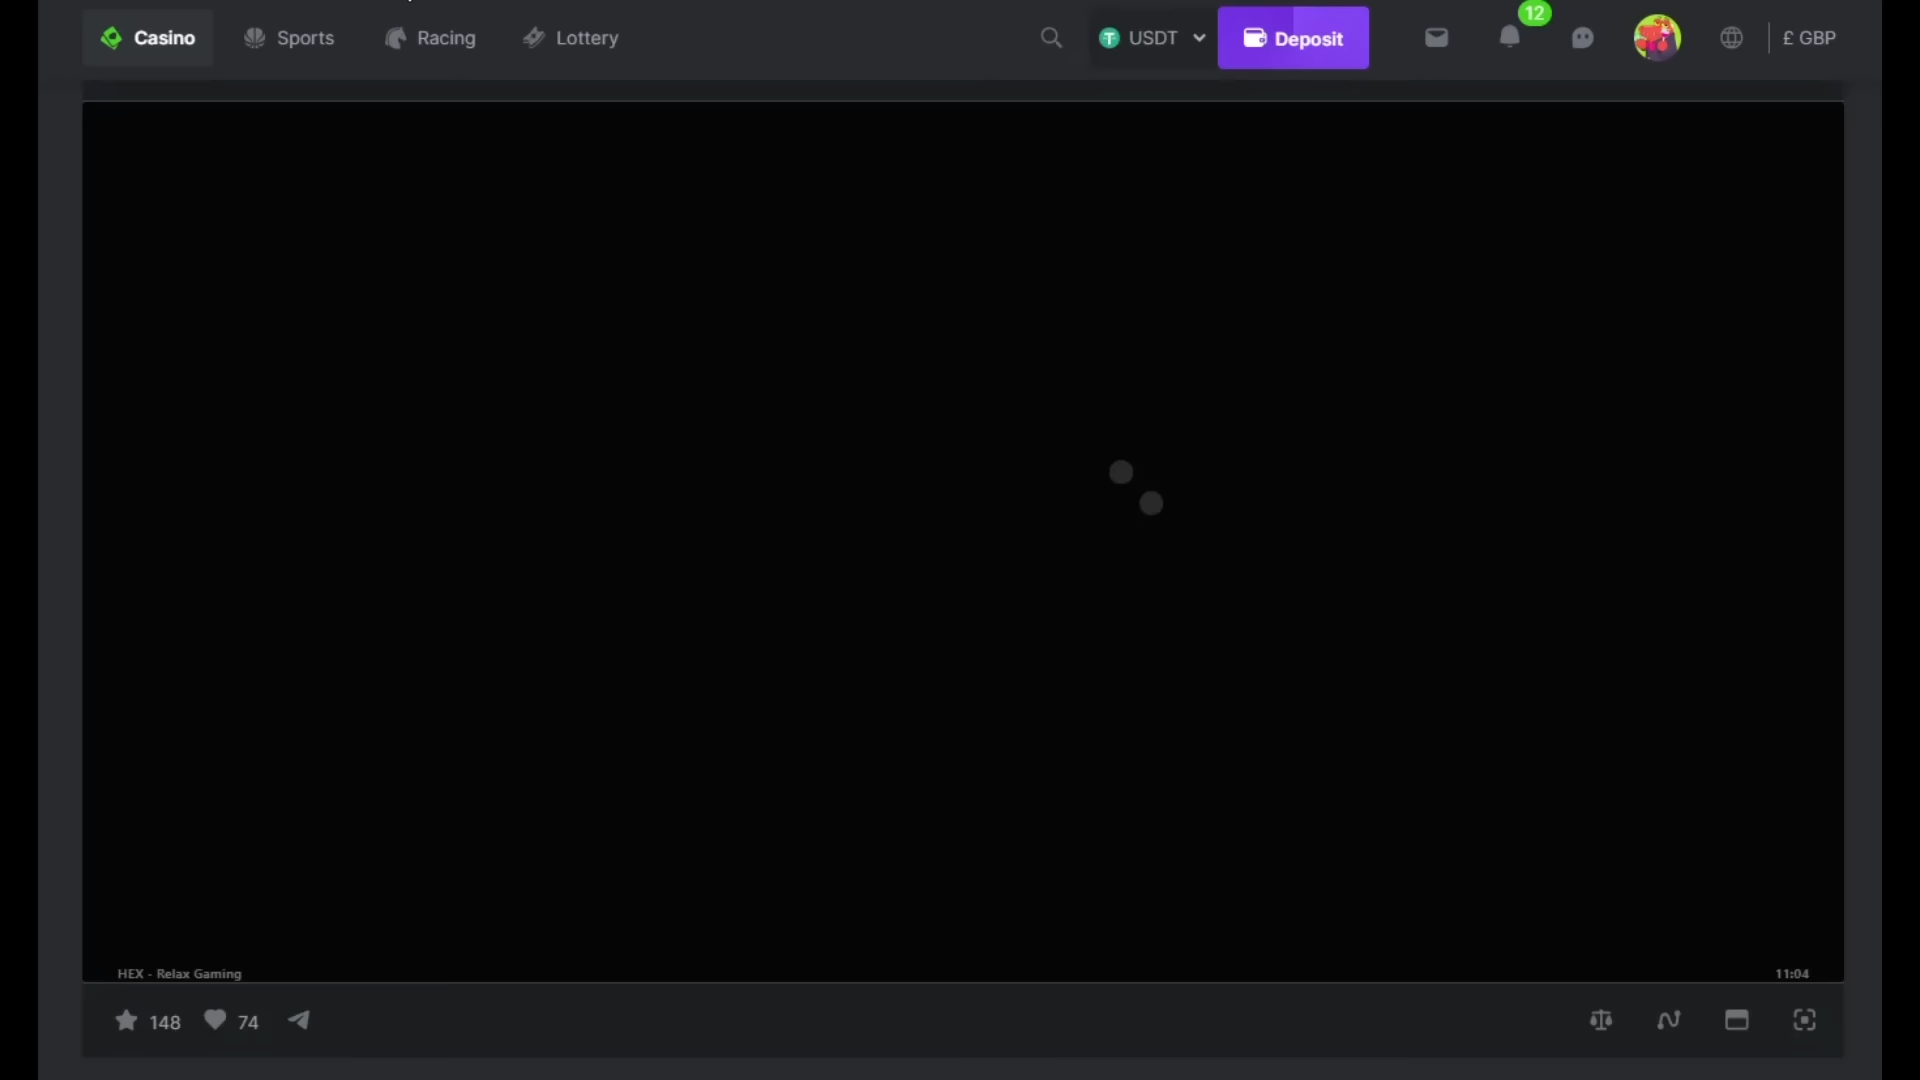 Casino
Sports
Racing
Lottery
USDT
Deposit
12
£ GBP
HEX - Relax Gaming
11:04
148
74